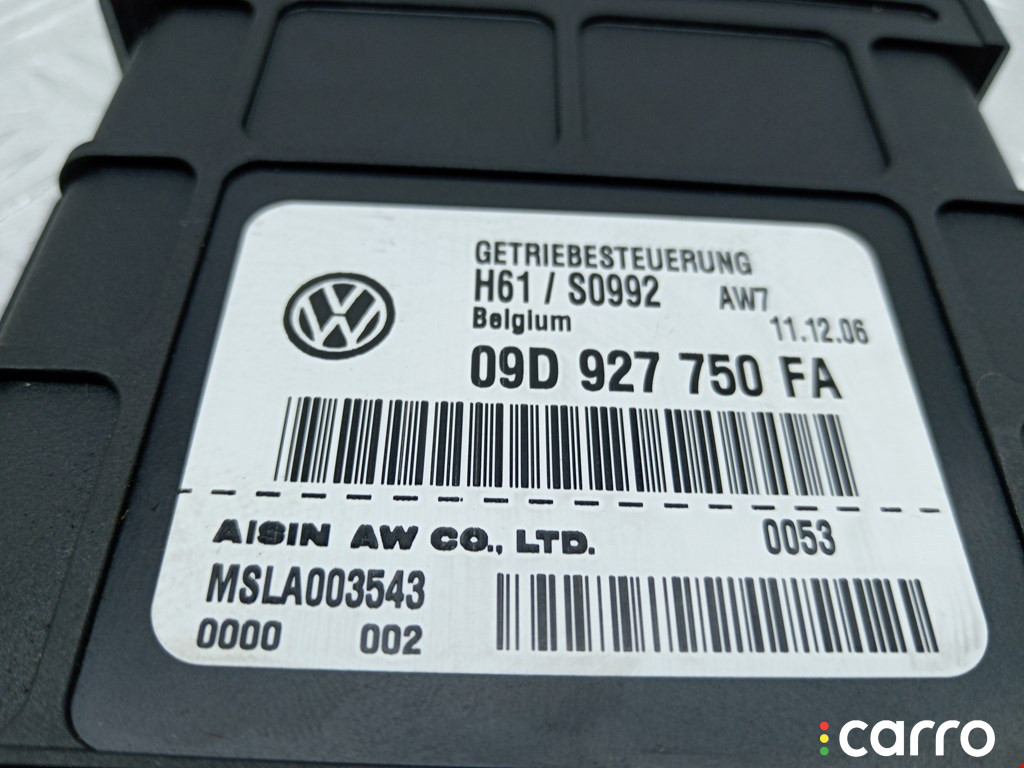 GETRIEBESTEUERUNG
H61 / S0992 AW7
Belgium 11.12.06
09D 927 750 FA
AISIN AW CO., LTD. 0053
MSLA003543
0000 002
carro